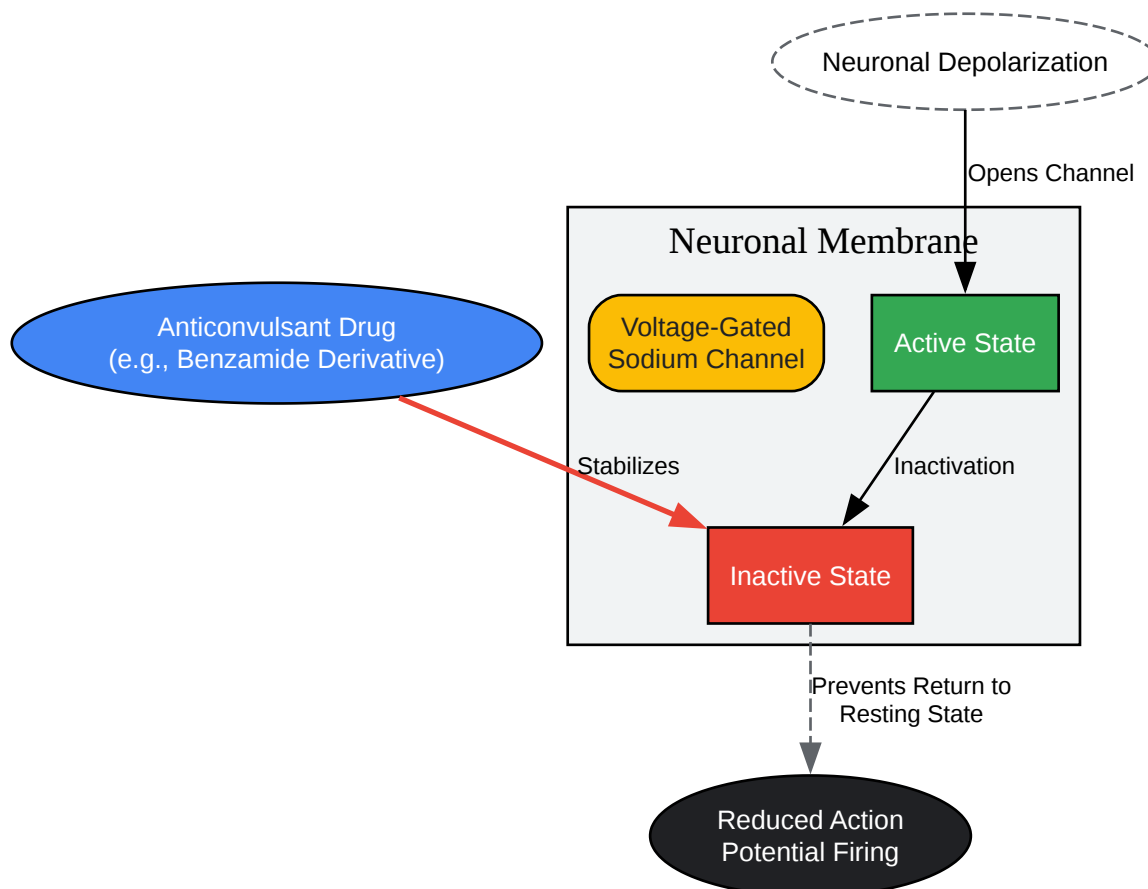 Neuronal Depolarization
Opens Channel
Neuronal Membrane
Anticonvulsant Drug
(e.g., Benzamide Derivative)
Voltage-Gated
Sodium Channel
Active State
Stabilizes
Inactivation
Inactive State
Prevents Return to
Resting State
Reduced Action
Potential Firing